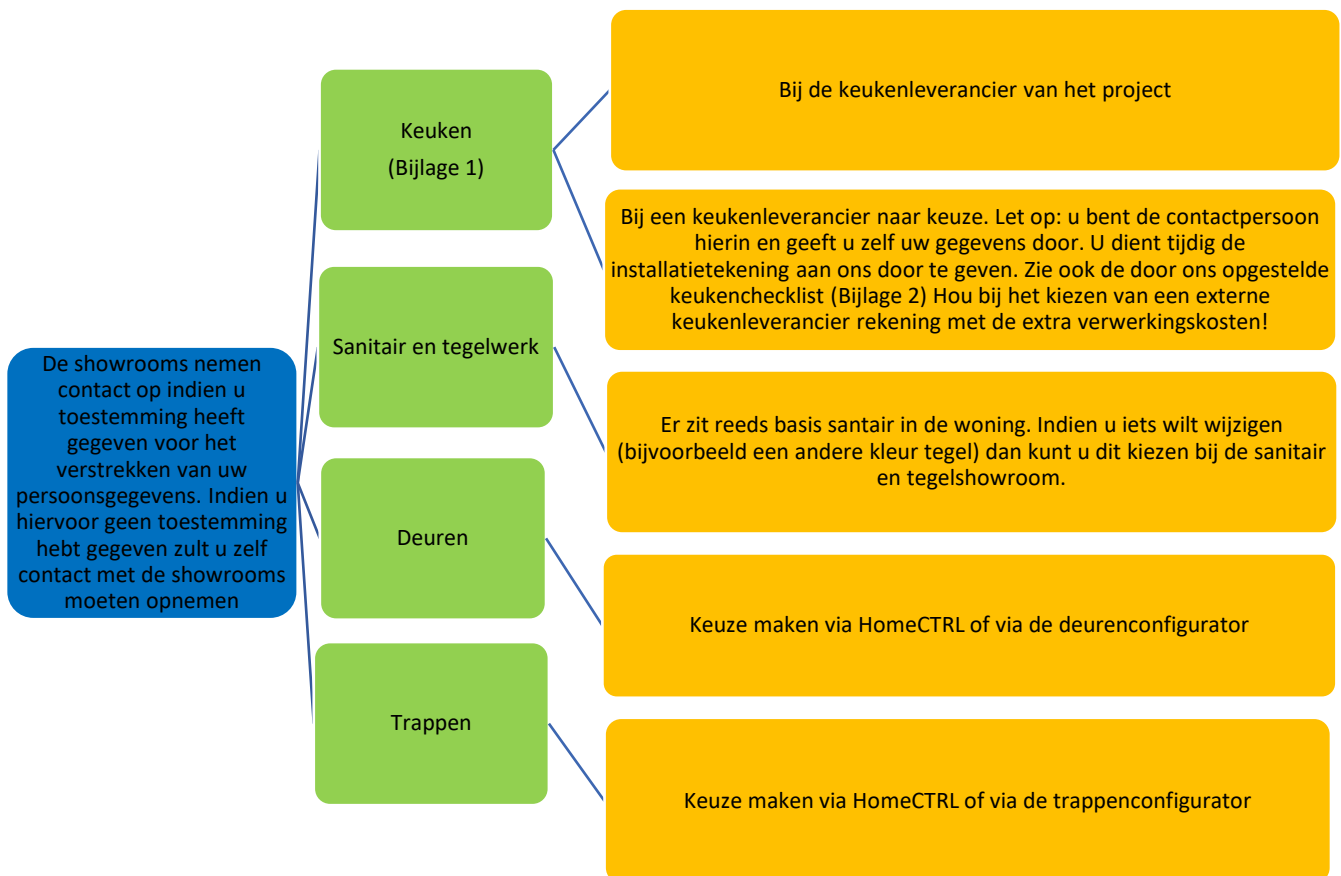 De showrooms nemen
contact op indien u
toestemming heeft
gegeven voor het
verstrekken van uw
persoonsgegevens. Indien u
hiervoor geen toestemming
hebt gegeven zult u zelf
contact met de showrooms
moeten opnemen
Keuken
(Bijlage 1)
Bij de keukenleverancier van het project
Bij een keukenleverancier naar keuze. Let op: u bent de contactpersoon
hierin en geeft u zelf uw gegevens door. U dient tijdig de
installatietekening aan ons door te geven. Zie ook de door ons opgestelde
keukenchecklist (Bijlage 2) Hou bij het kiezen van een externe
keukenleverancier rekening met de extra verwerkingskosten!
Sanitair en tegelwerk
Er zit reeds basis santair in de woning. Indien u iets wilt wijzigen
(bijvoorbeeld een andere kleur tegel) dan kunt u dit kiezen bij de sanitair
en tegelshowroom.
Deuren
Keuze maken via HomeCTRL of via de deurenconfigurator
Trappen
Keuze maken via HomeCTRL of via de trappenconfigurator